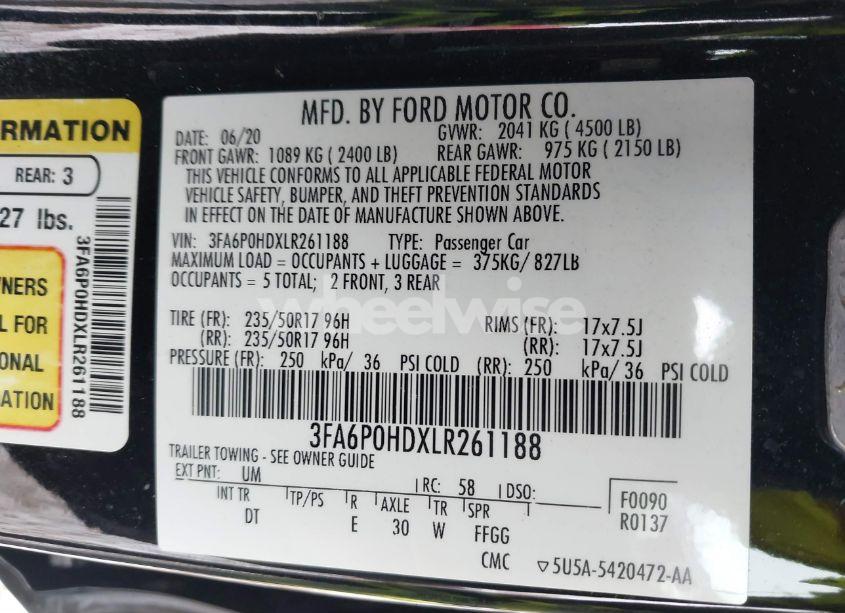 MFD. BY FORD MOTOR CO.
DATE: 06/20 GVWR: 2041 KG ( 4500 LB)
FRONT GAWR: 1089 KG ( 2400 LB) REAR GAWR: 975 KG ( 2150 LB)
THIS VEHICLE CONFORMS TO ALL APPLICABLE FEDERAL MOTOR
VEHICLE SAFETY, BUMPER, AND THEFT PREVENTION STANDARDS
IN EFFECT ON THE DATE OF MANUFACTURE SHOWN ABOVE.
VIN: 3FA6P0HDXLR261188 TYPE: Passenger Car
MAXIMUM LOAD = OCCUPANTS + LUGGAGE = 375KG/ 827LB
OCCUPANTS = 5 TOTAL; 2 FRONT, 3 REAR
TIRE (FR): 235/50R17 96H RIMS (FR): 17x7.5J
(RR): 235/50R17 96H (RR): 17x7.5J
PRESSURE (FR): 250 kPa/ 36 PSI COLD (RR): 250 kPa/ 36 PSI COLD
3FA6P0HDXLR261188
TRAILER TOWING - SEE OWNER GUIDE
EXT PNT: UM RC: 58 DSO: F0090
INT TR TP/PS R AXLE TR SPR R0137
DT E 30 W FFGG
CMC 5U5A-5420472-AA
ORMATION
REAR: 3
27 lbs.
WNERS
L FOR
IONAL
ATION
3FA6P0HDXLR261188
wheelwise